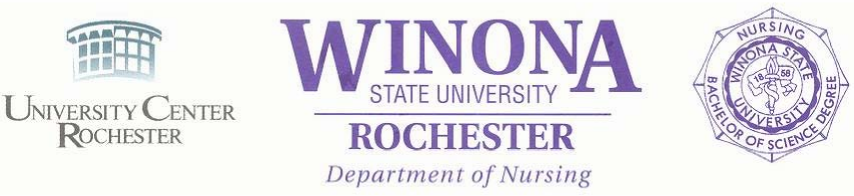 UNIVERSITY CENTER
ROCHESTER
WINONA
STATE UNIVERSITY
ROCHESTER
Department of Nursing
NURSING
WINONA STATE
18 58
UNIVERSITY
BACHELOR OF SCIENCE DEGREE